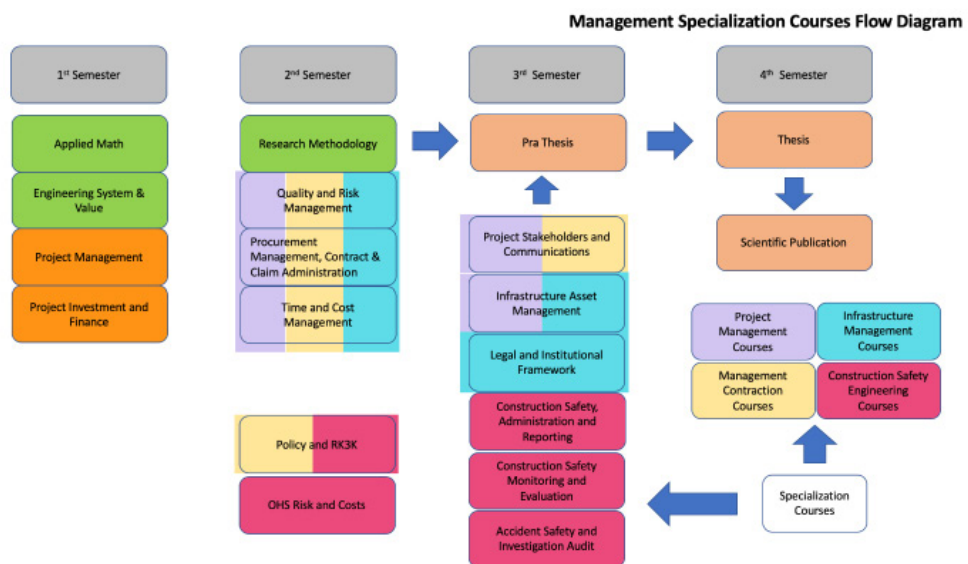 Management Specialization Courses Flow Diagram
1st Semester
Applied Math
Engineering System &
Value
Project Management
Project Investment and
Finance
2nd Semester
Research Methodology
Quality and Risk
Management
Procurement
Management, Contract &
Claim Administration
Time and Cost
Management
Policy and RK3K
OHS Risk and Costs
3rd Semester
Pra Thesis
Project Stakeholders and
Communications
Infrastructure Asset
Management
Legal and Institutional
Framework
Construction Safety,
Administration and
Reporting
Construction Safety
Monitoring and
Evaluation
Accident Safety and
Investigation Audit
4th Semester
Thesis
Scientific Publication
Project
Management
Courses
Infrastructure
Management
Courses
Management
Contraction
Courses
Construction Safety
Engineering
Courses
Specialization
Courses